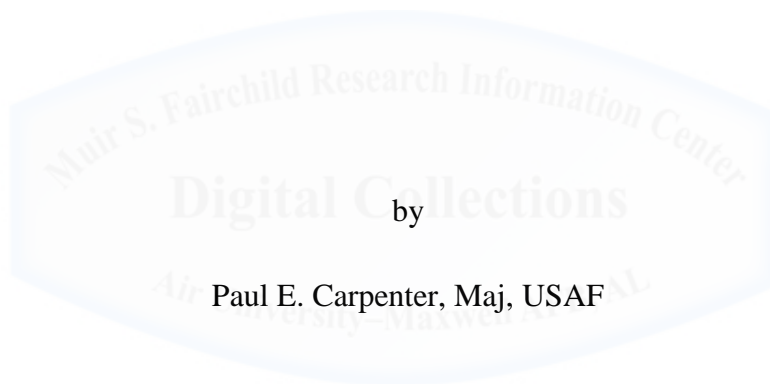 Muir S. Fairchild Research Information Center
Digital Collections
by
Air University–Maxwell AFB, AL
Paul E. Carpenter, Maj, USAF